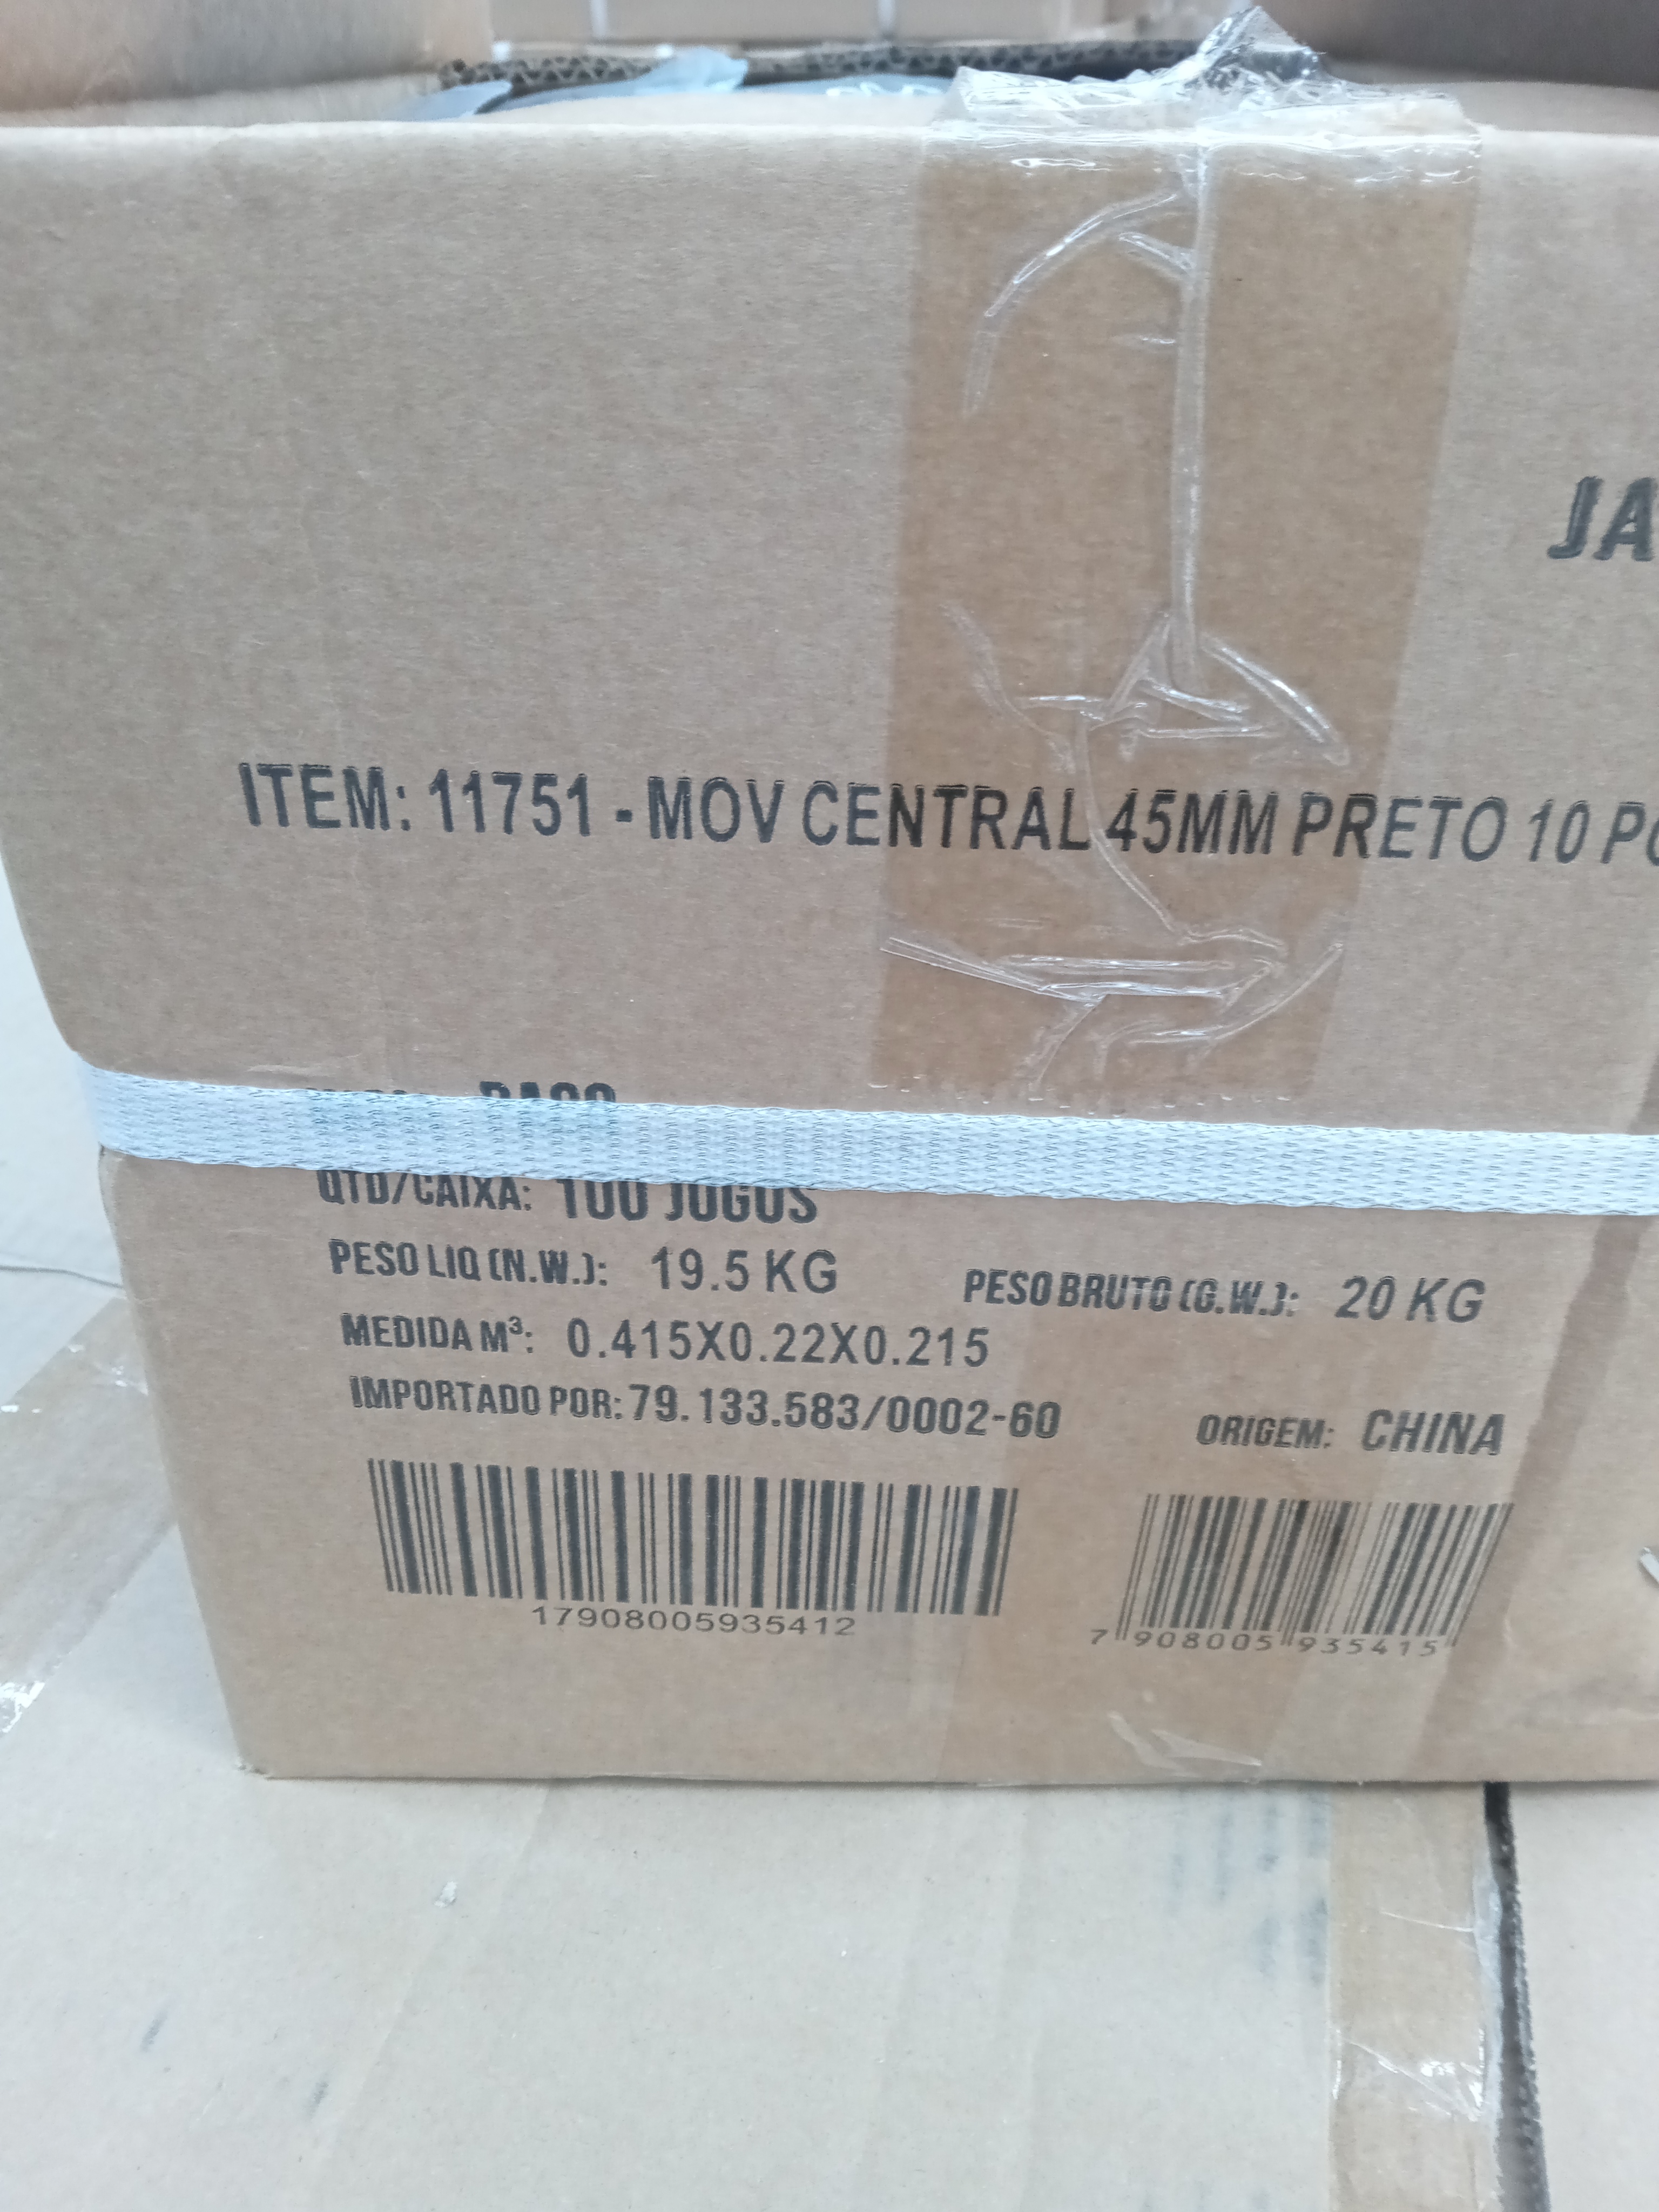 JA
ITEM: 11751 - MOV CENTRAL 45MM PRETO 10
QTD/CAIXA: 100 JOGOS
PESO LIQ (N.W.): 19.5 KG PESO BRUTO (G.W.): 20 KG
MEDIDA M³: 0.415X0.22X0.215
IMPORTADO POR: 79.133.583/0002-60 ORIGEM: CHINA
17908005935412 7 908005 935415